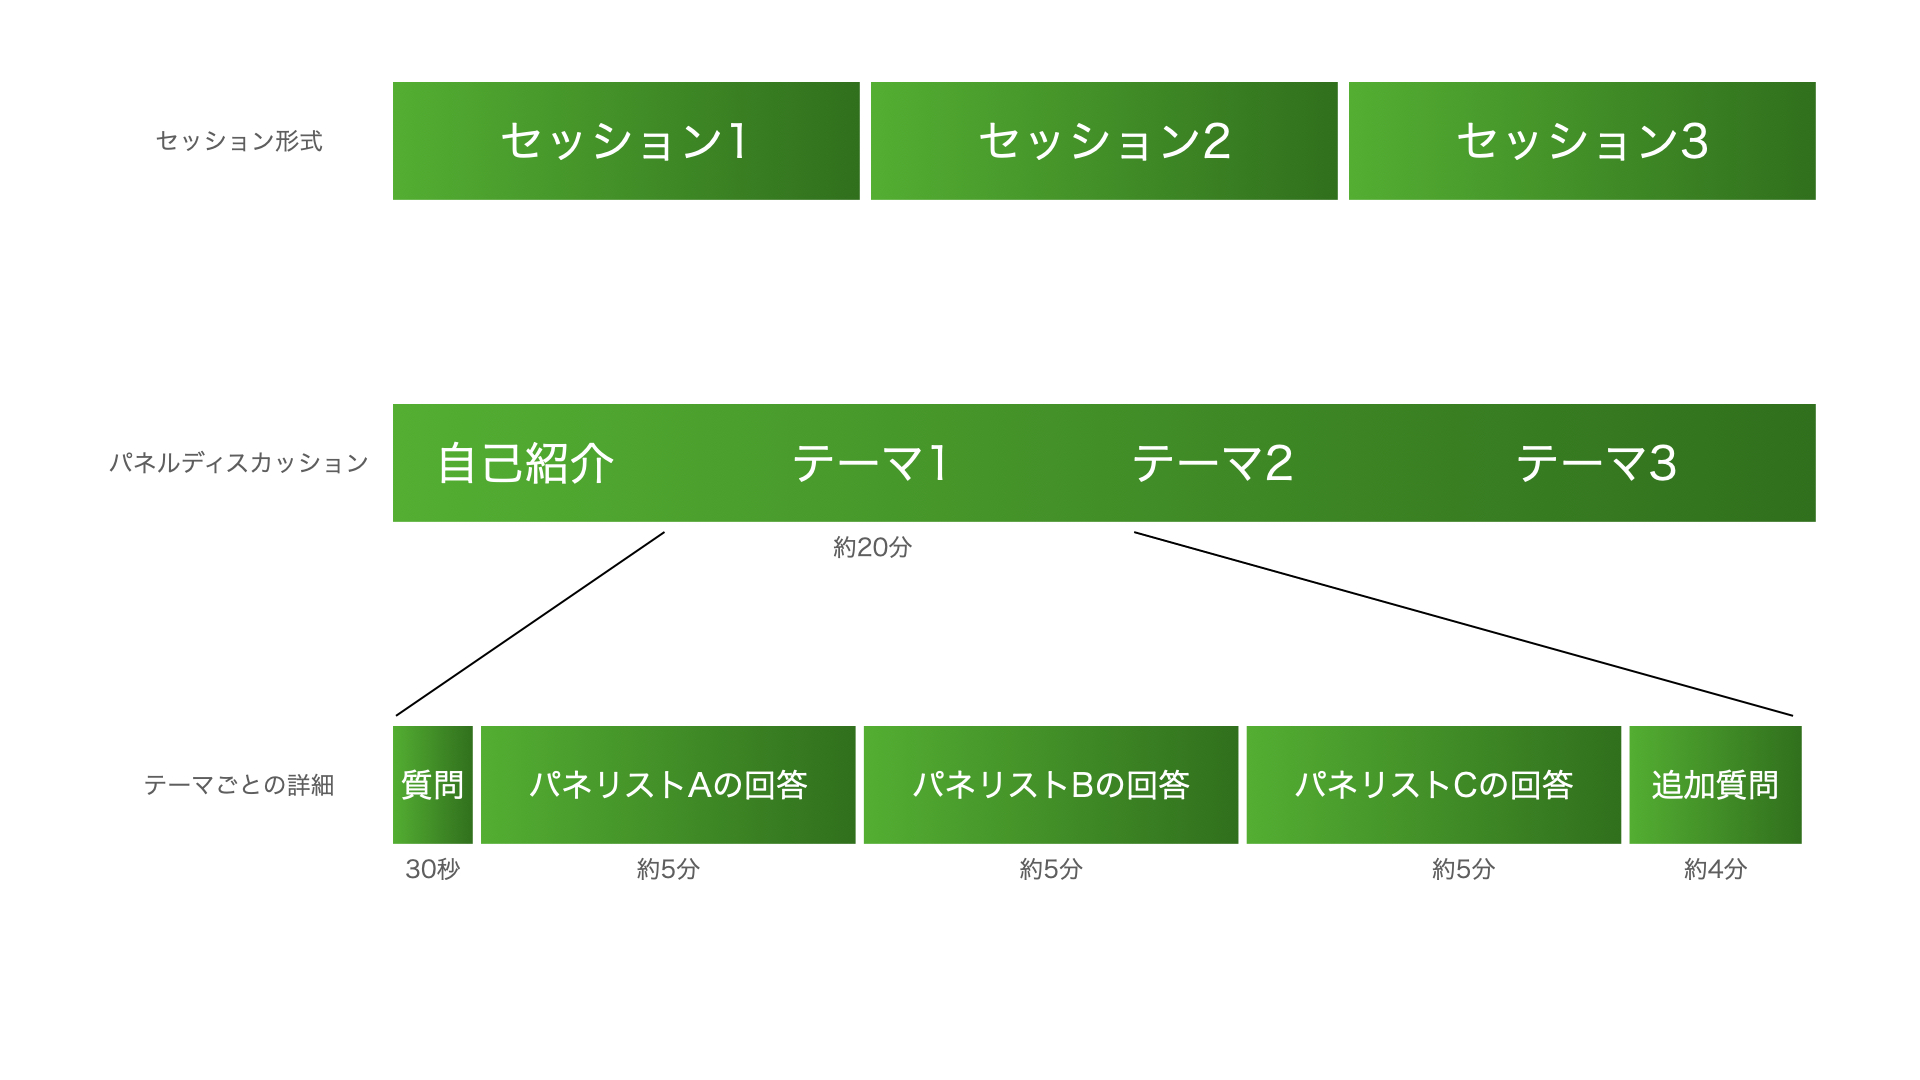 セッション形式
セッション1
セッション2
セッション3
パネルディスカッション
自己紹介
テーマ1
テーマ2
テーマ3
約20分
テーマごとの詳細
質問
パネリストAの回答
パネリストBの回答
パネリストCの回答
追加質問
30秒
約5分
約5分
約5分
約4分